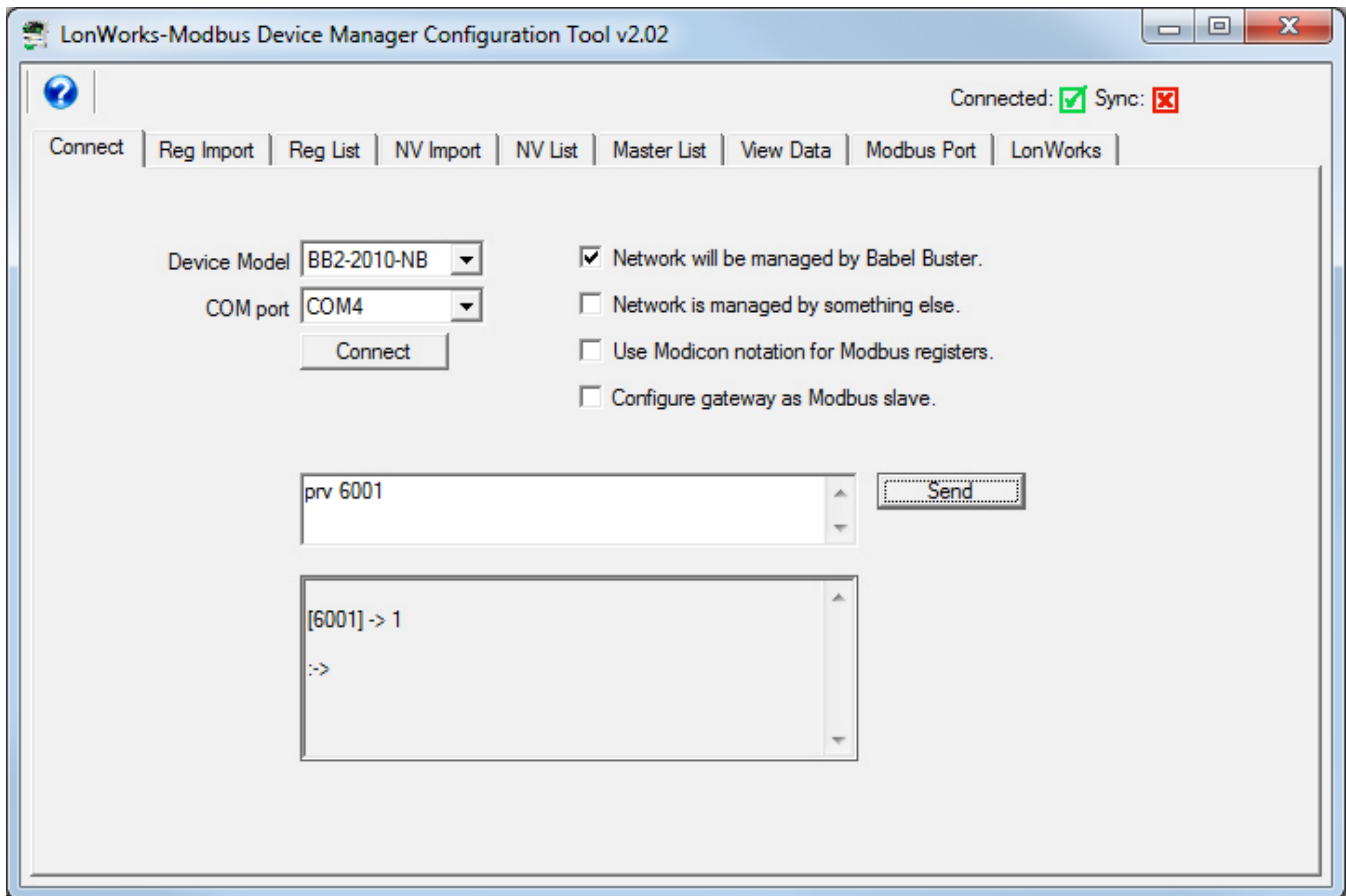 LonWorks-Modbus Device Manager Configuration Tool v2.02
Connected: Sync:
Connect Reg Import Reg List NV Import NV List Master List View Data Modbus Port LonWorks
Device Model BB2-2010-NB
COM port COM4
Connect
Network will be managed by Babel Buster.
Network is managed by something else.
Use Modicon notation for Modbus registers.
Configure gateway as Modbus slave.
prv 6001
Send
[6001] -> 1
:->